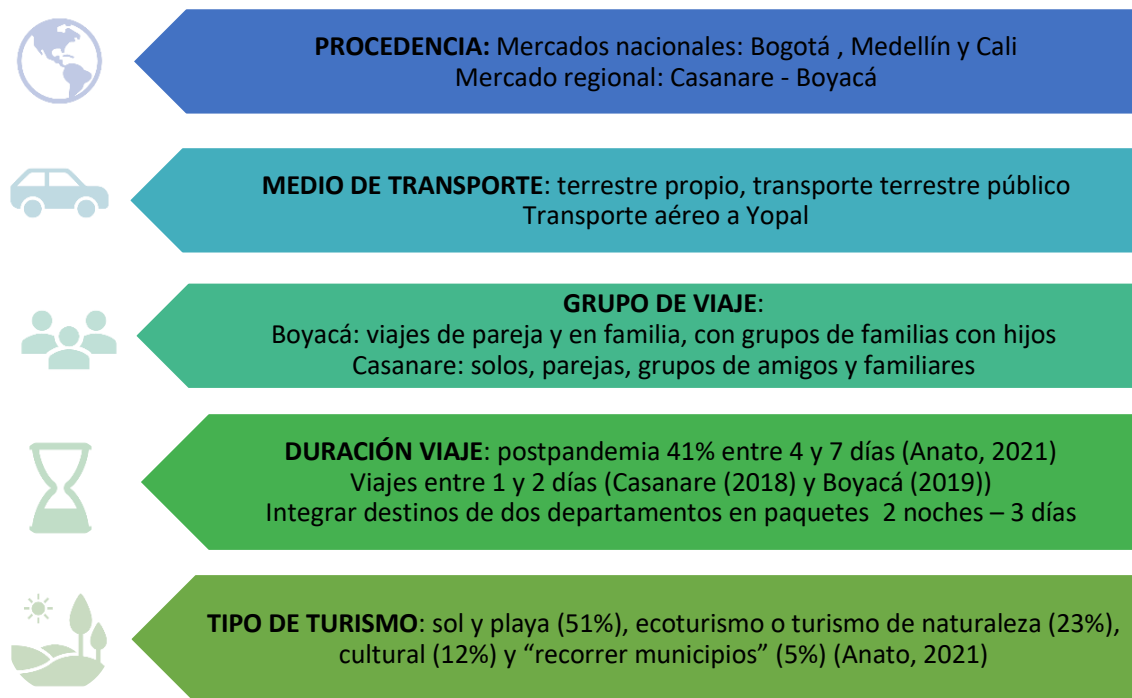 PROCEDENCIA: Mercados nacionales: Bogotá , Medellín y Cali
Mercado regional: Casanare - Boyacá
MEDIO DE TRANSPORTE: terrestre propio, transporte terrestre público
Transporte aéreo a Yopal
GRUPO DE VIAJE:
Boyacá: viajes de pareja y en familia, con grupos de familias con hijos
Casanare: solos, parejas, grupos de amigos y familiares
DURACIÓN VIAJE: postpandemia 41% entre 4 y 7 días (Anato, 2021)
Viajes entre 1 y 2 días (Casanare (2018) y Boyacá (2019))
Integrar destinos de dos departamentos en paquetes 2 noches – 3 días
TIPO DE TURISMO: sol y playa (51%), ecoturismo o turismo de naturaleza (23%),
cultural (12%) y “recorrer municipios” (5%) (Anato, 2021)